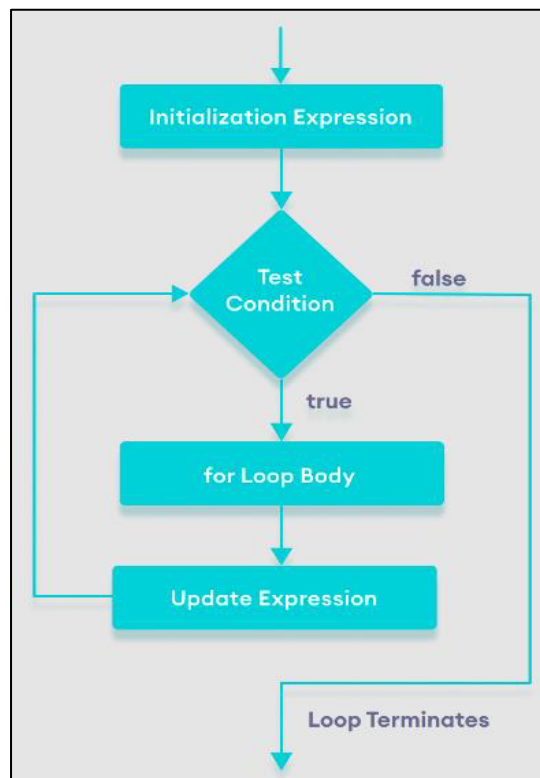 Initialization Expression
Test
Condition
false
true
for Loop Body
Update Expression
Loop Terminates